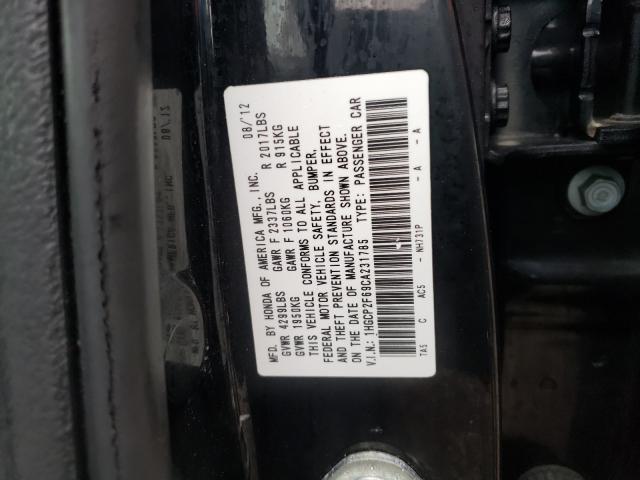 MFD. BY HONDA OF AMERICA MFG., INC. 08/'12
GVWR 4299LBS GAWR F 2337LBS R 2017LBS
GVWR 1950KG GAWR F 1060KG R 915KG
THIS VEHICLE CONFORMS TO ALL APPLICABLE
FEDERAL MOTOR VEHICLE SAFETY, BUMPER,
AND THEFT PREVENTION STANDARDS IN EFFECT
ON THE DATE OF MANUFACTURE SHOWN ABOVE.
V.I.N.: 1HGCP2F69CA231785 TYPE: PASSENGER CAR
TA5 C AC5 - NH731P - A - A